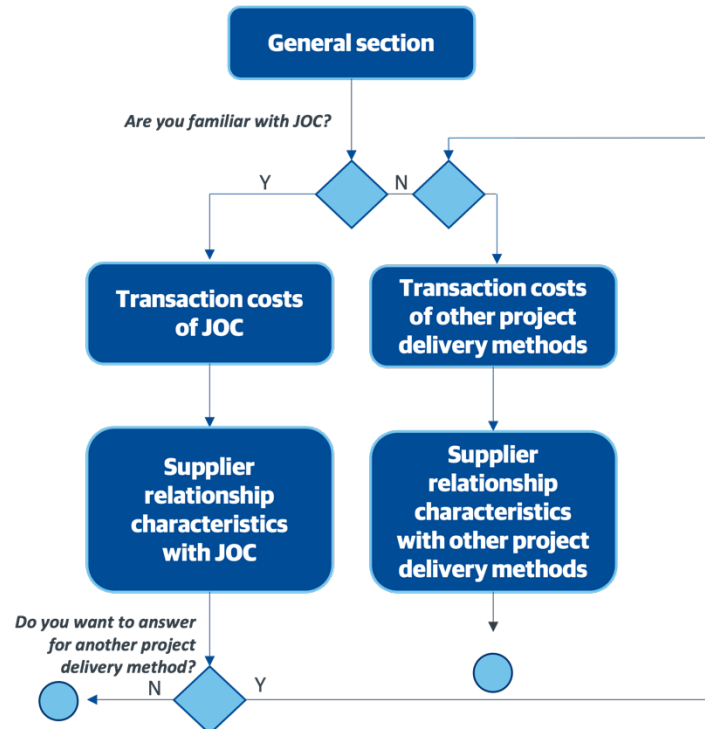 General section
Are you familiar with JOC?
Y
N
Transaction costs
of JOC
Transaction costs
of other project
delivery methods
Supplier
relationship
characteristics
with JOC
Supplier
relationship
characteristics
with other project
delivery methods
Do you want to answer
for another project
delivery method?
N
Y